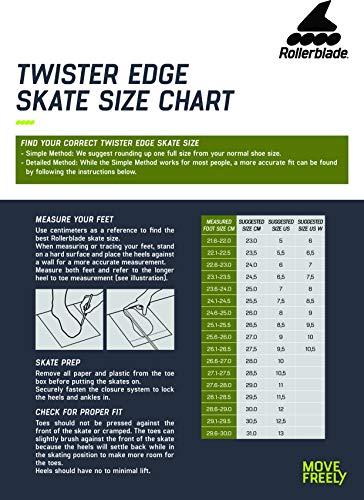 Rollerblade.
TWISTER EDGE
SKATE SIZE CHART
FIND YOUR CORRECT TWISTER EDGE SKATE SIZE
- Simple Method: We suggest rounding up one full size from your normal shoe size.
- Detailed Method: While the Simple Method works for most people, a more accurate fit can be found
by following the instructions below.
MEASURE YOUR FEET
Use centimeters as a reference to find the
best Rollerblade skate size.
When measuring or tracing your feet, stand
on a hard surface and place the heels against
a wall for a more accurate measurement.
Measure both feet and refer to the longer
heel to toe measurement (see illustration).
SKATE PREP
Remove all paper and plastic from the toe
box before putting the skates on.
Securely fasten the closure system to lock
the heels and ankles in.
CHECK FOR PROPER FIT
Toes should not be pressed against the
front of the skate or cramped. The toes can
slightly brush against the front of the skate
because the heels will settle back while in
the skating position to make more room for
the toes.
Heels should have no to minimal lift.
MEASURED FOOT SIZE CM SUGGESTED SIZE CM SUGGESTED SIZE US SUGGESTED SIZE US W
21.6-22.0 23.0 5 6
22.1-22.5 23,5 5,5 6,5
22.6-23.0 24.0 6 7
23.1-23.5 24,5 6,5 7,5
23.6-24.0 25.0 7 8
24.1-24.5 25,5 7,5 8,5
24.6-25.0 26.0 8 9
25.1-25.5 26,5 8,5 9,5
25.6-26.0 27.0 9 10
26.1-26.5 27,5 9,5 10,5
26.6-27.0 28.0 10
27.1-27.5 28,5 10,5
27.6-28.0 29.0 11
28.1-28.5 29,5 11,5
28.6-29.0 30.0 12
29.1-29.5 30,5 12,5
29.6-30.0 31.0 13
MOVE
FREELY